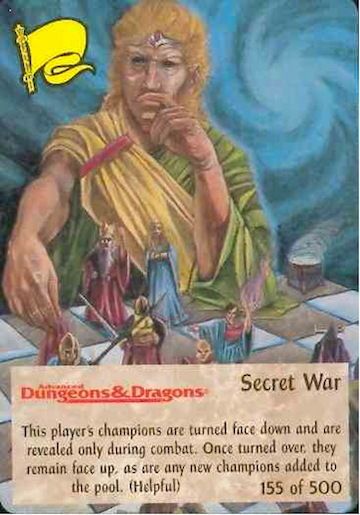 Secret War
Advanced
Dungeons & Dragons®
This player's champions are turned face down and are
revealed only during combat. Once turned over, they
remain face up, as are any new champions added to
the pool. (Helpful)
155 of 500